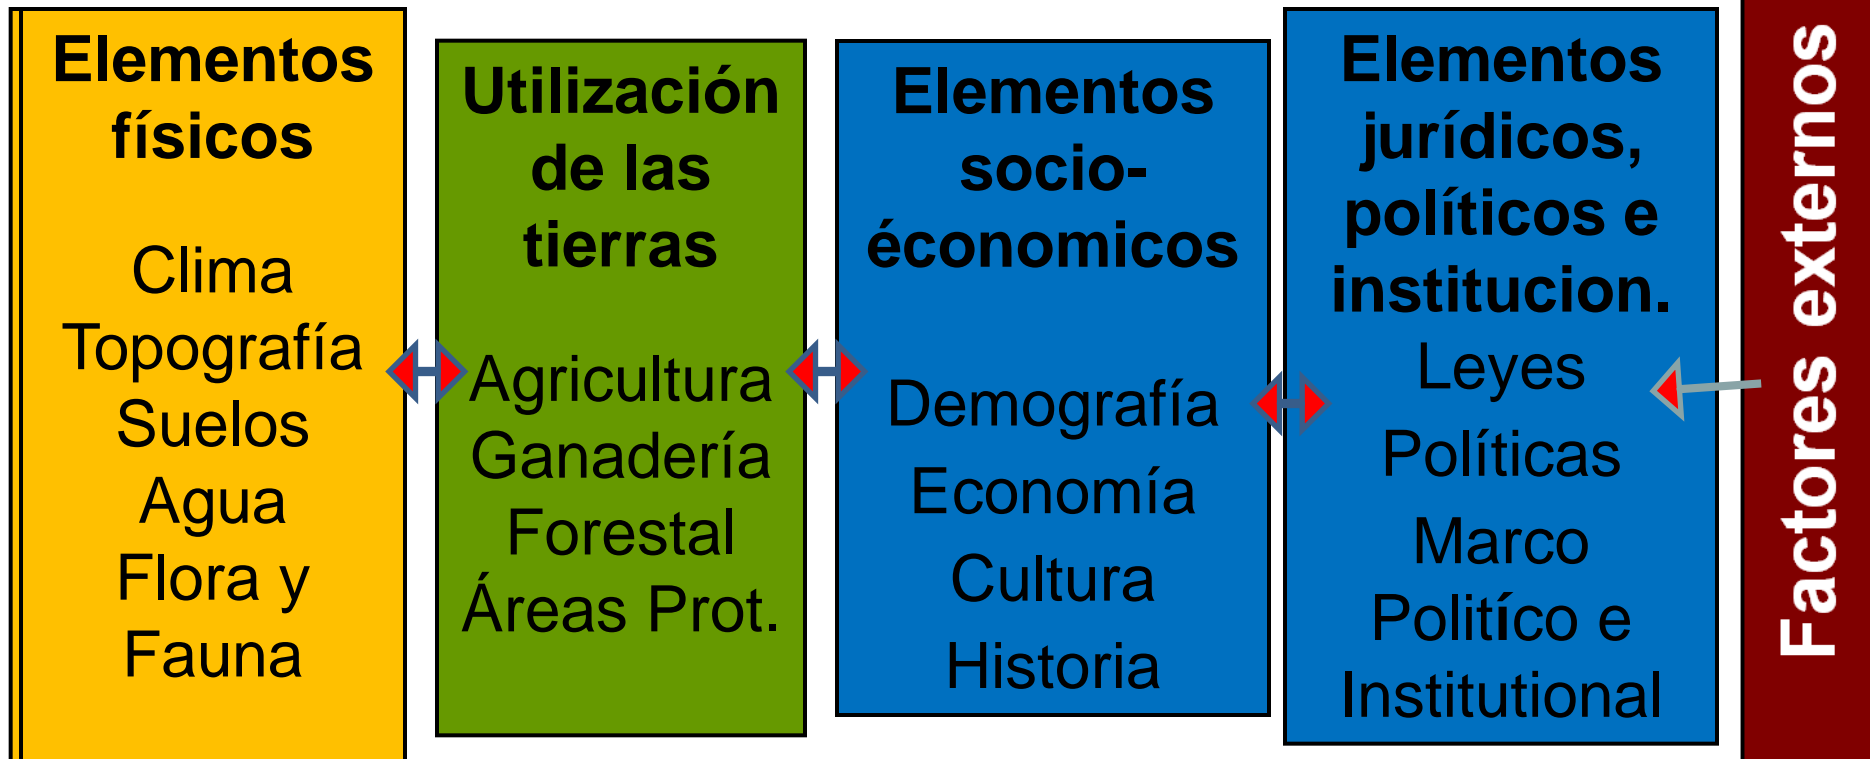 Elementos
físicos
Clima
Topografía
Suelos
Agua
Flora y
Fauna
Utilización
de las
tierras
Agricultura
Ganadería
Forestal
Áreas Prot.
Elementos
socio-
économicos
Demografía
Economía
Cultura
Historia
Elementos
jurídicos,
políticos e
institucion.
Leyes
Políticas
Marco
Politíco e
Institutional
Factores externos